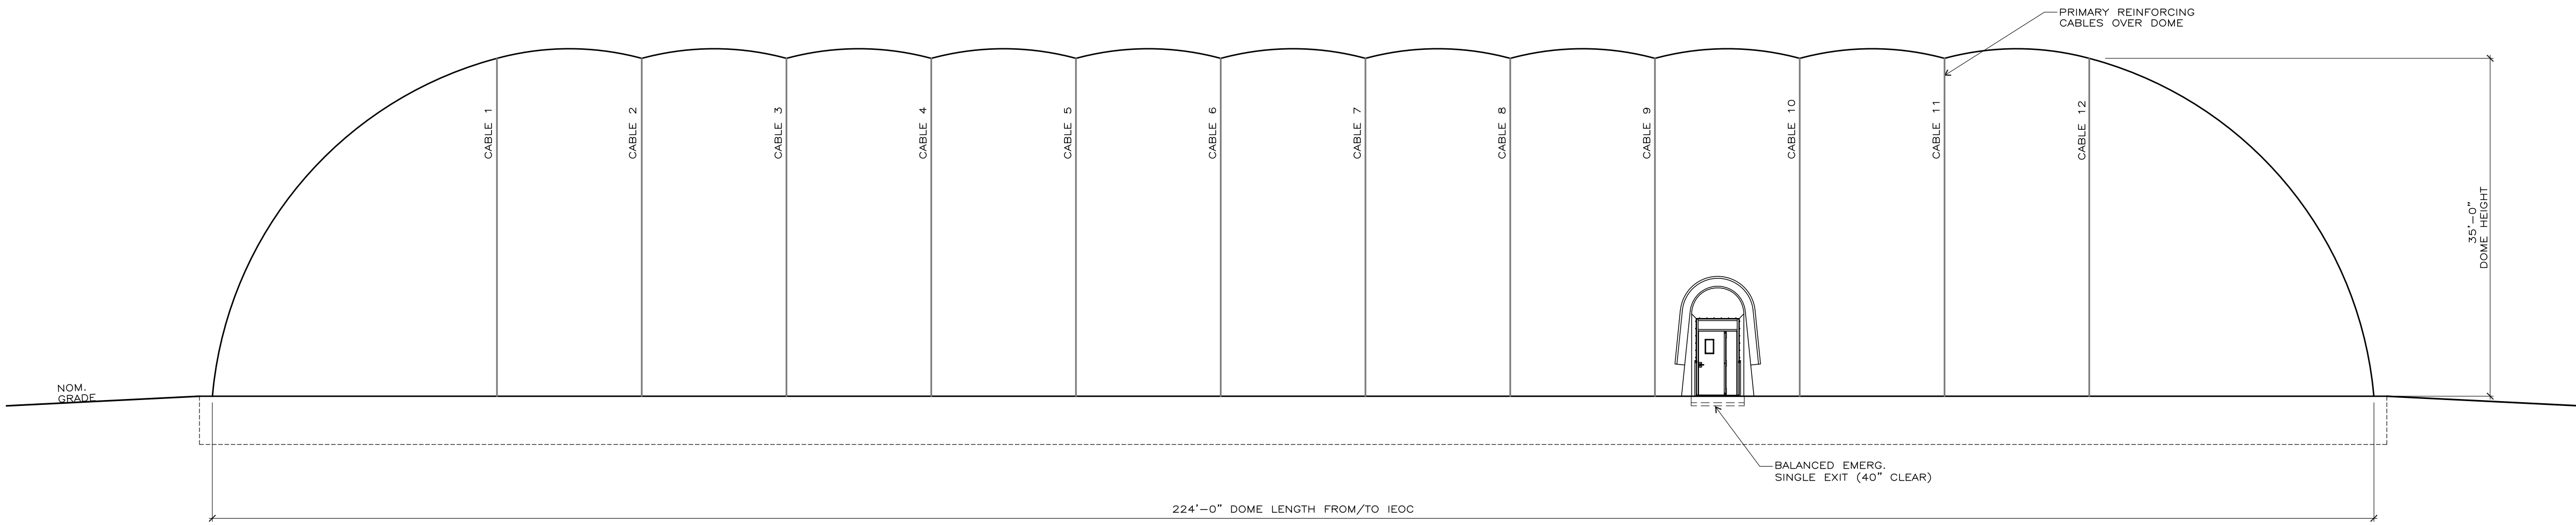 PRIMARY REINFORCING
CABLES OVER DOME
CABLE 1
CABLE 2
CABLE 3
CABLE 4
CABLE 5
CABLE 6
CABLE 7
CABLE 8
CABLE 9
CABLE 10
CABLE 11
CABLE 12
35'-0"
DOME HEIGHT
NOM.
GRADE
BALANCED EMERG.
SINGLE EXIT (40" CLEAR)
224'-0" DOME LENGTH FROM/TO IEOC